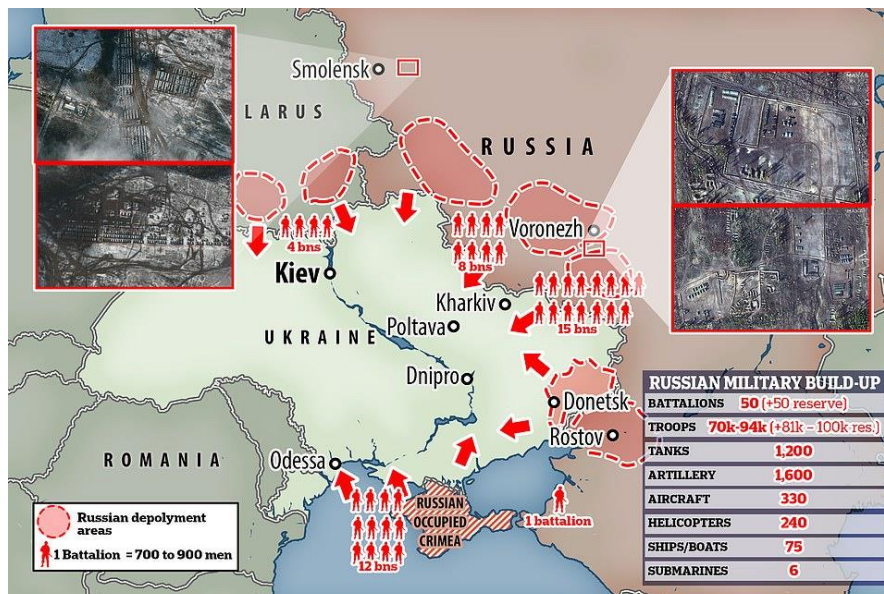 Smolensk
LARUS
RUSSIA
MAXAR
Voronezh
4 bns
8 bns
Kiev
Kharkiv
15 bns
UKRAINE
Poltava
Dnipro
Donetsk
Rostov
ROMANIA
Odessa
RUSSIAN
OCCUPIED
CRIMEA
1 battalion
12 bns
Russian depolyment
areas
1 Battalion = 700 to 900 men
RUSSIAN MILITARY BUILD-UP
BATTALIONS 50 (+50 reserve)
TROOPS 70k-94k (+81k – 100k res.)
TANKS 1,200
ARTILLERY 1,600
AIRCRAFT 330
HELICOPTERS 240
SHIPS/BOATS 75
SUBMARINES 6